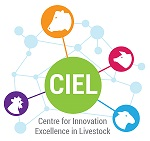 CIEL
Centre for Innovation
Excellence in Livestock